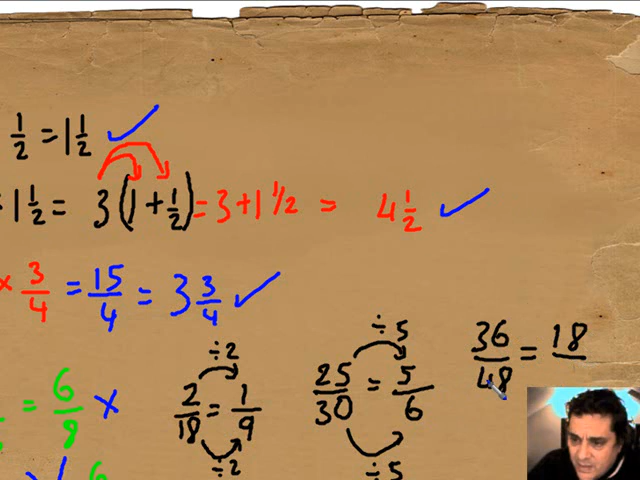 1/2 = 1 1/2 ✓
1 1/2 = 3(1 + 1/2) = 3 + 1 1/2 = 4 1/2 ✓
× 3/4 = 15/4 = 3 3/4 ✓
= 6/8 ×
÷2
2/18 = 1/9
÷2
÷5
25/30 = 5/6
÷5
36/48 = 18/
6